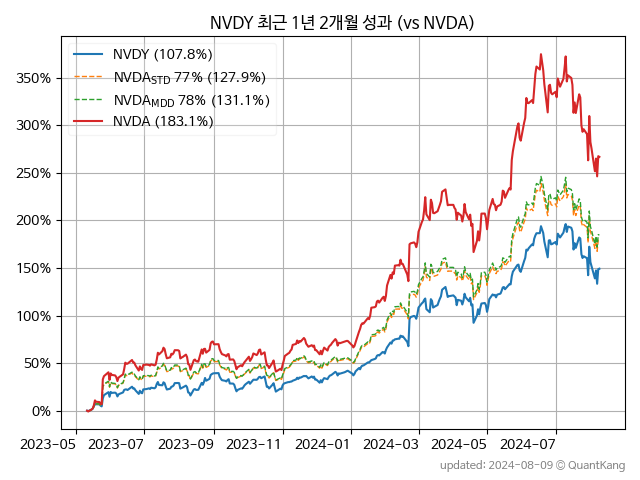 NVDY 최근 1년 2개월 성과 (vs NVDA)
NVDY (107.8%)
NVDASTD 77% (127.9%)
NVDAMDD 78% (131.1%)
NVDA (183.1%)
350%
300%
250%
200%
150%
100%
50%
0%
2023-05 2023-07 2023-09 2023-11 2024-01 2024-03 2024-05 2024-07
updated: 2024-08-09 © QuantKang